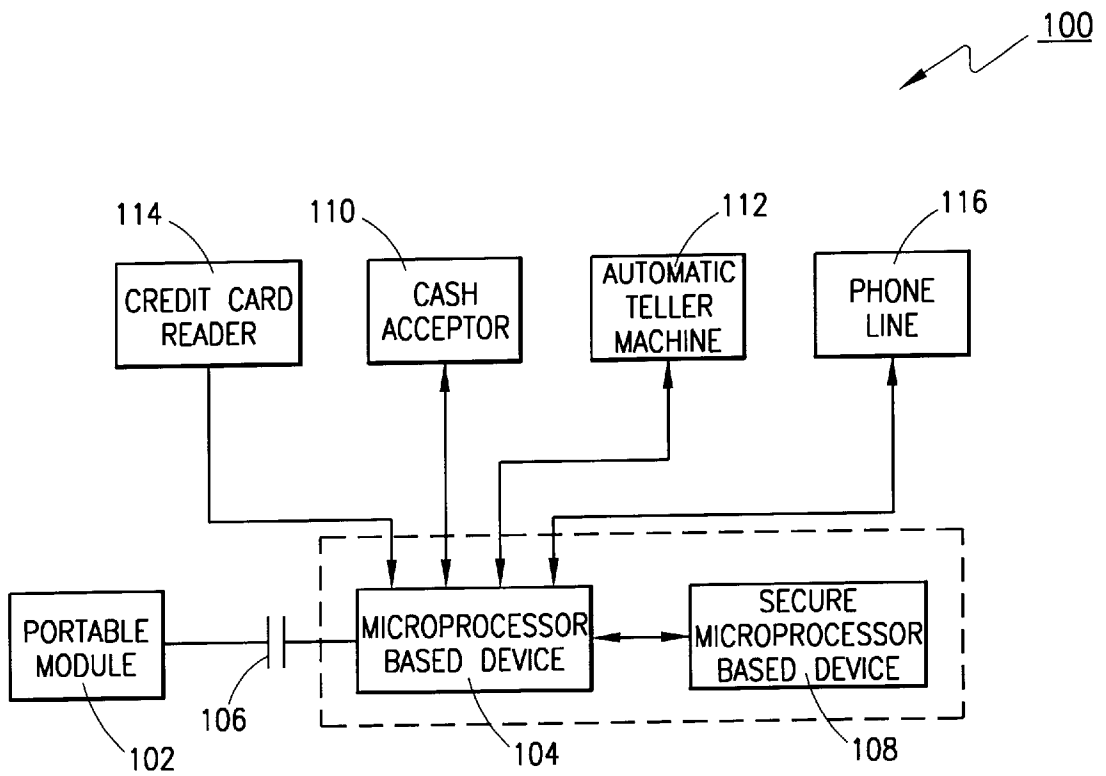 100
114
110
112
116
CREDIT CARD
READER
CASH
ACCEPTOR
AUTOMATIC
TELLER
MACHINE
PHONE
LINE
PORTABLE
MODULE
MICROPROCESSOR
BASED DEVICE
SECURE
MICROPROCESSOR
BASED DEVICE
102
106
104
108